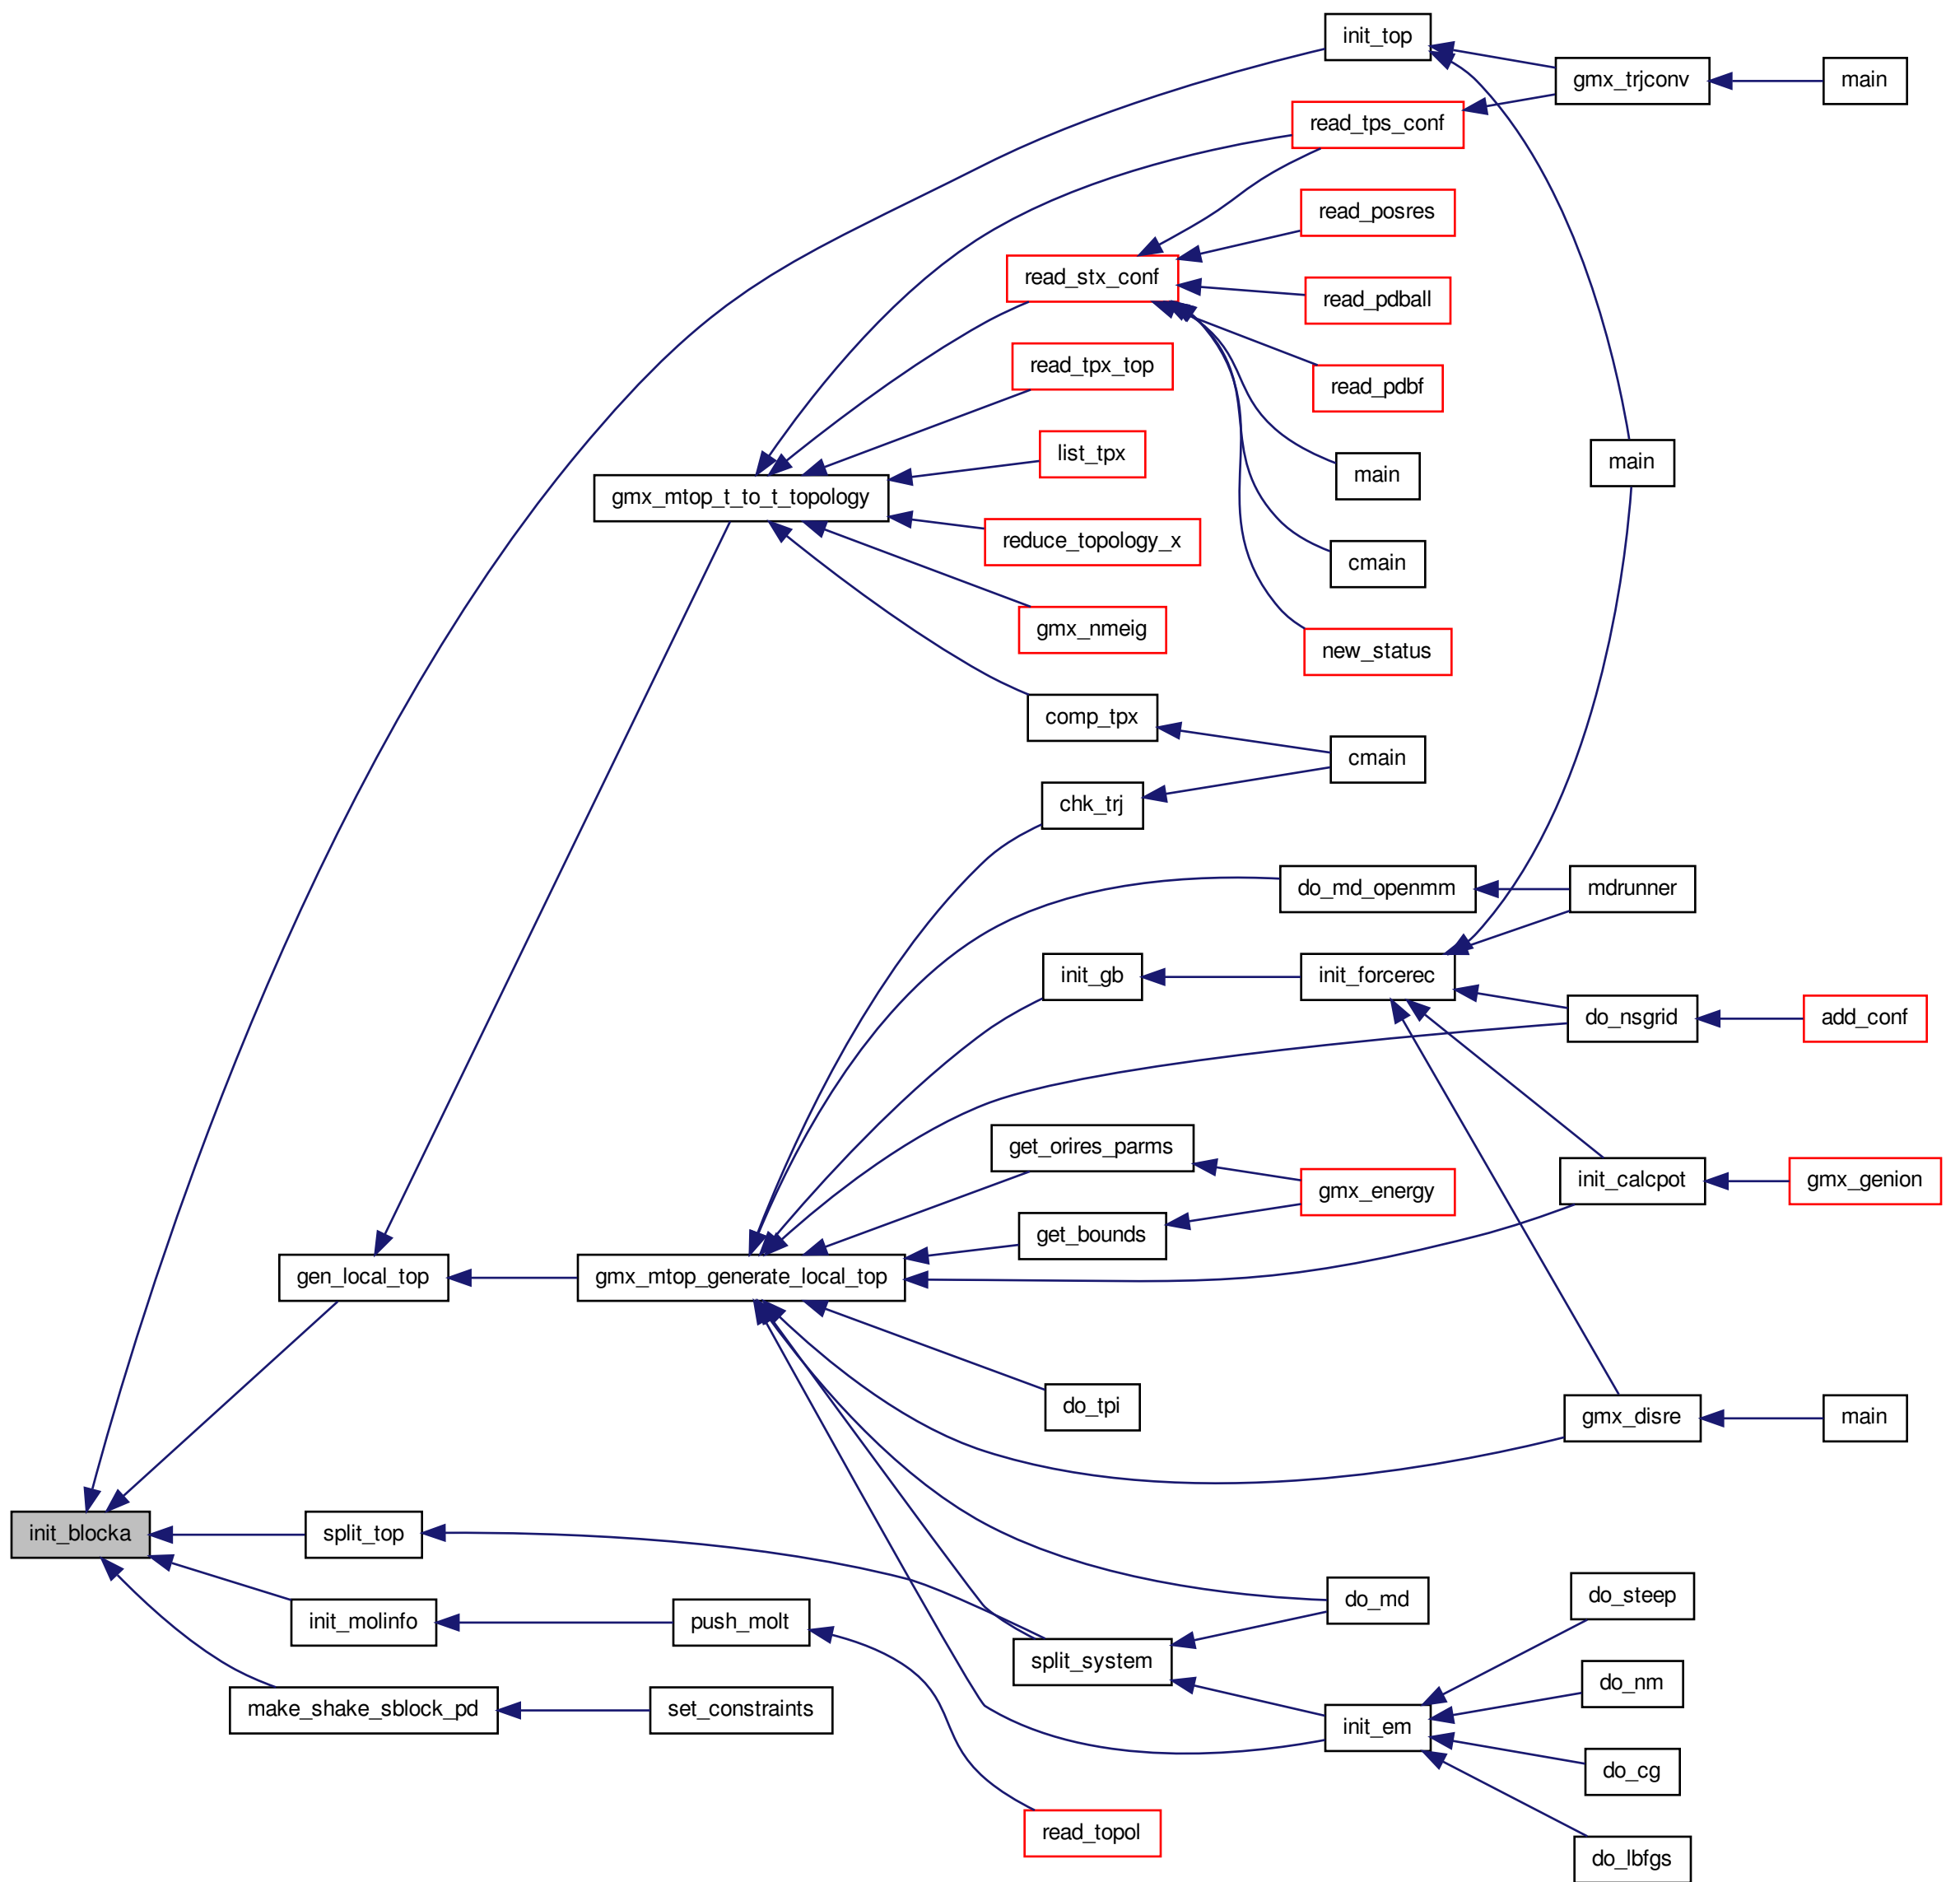 init_top
gmx_trjconv
main
read_tps_conf
read_posres
read_stx_conf
read_pdball
read_tpx_top
read_pdbf
list_tpx
main
main
gmx_mtop_t_to_t_topology
reduce_topology_x
cmain
gmx_nmeig
new_status
comp_tpx
cmain
chk_trj
do_md_openmm
mdrunner
init_gb
init_forcerec
do_nsgrid
add_conf
get_orires_parms
init_calcpot
gmx_genion
gmx_energy
get_bounds
gen_local_top
gmx_mtop_generate_local_top
do_tpi
gmx_disre
main
init_blocka
split_top
do_steep
do_md
init_molinfo
push_molt
split_system
do_nm
make_shake_sblock_pd
set_constraints
init_em
do_cg
read_topol
do_lbfgs